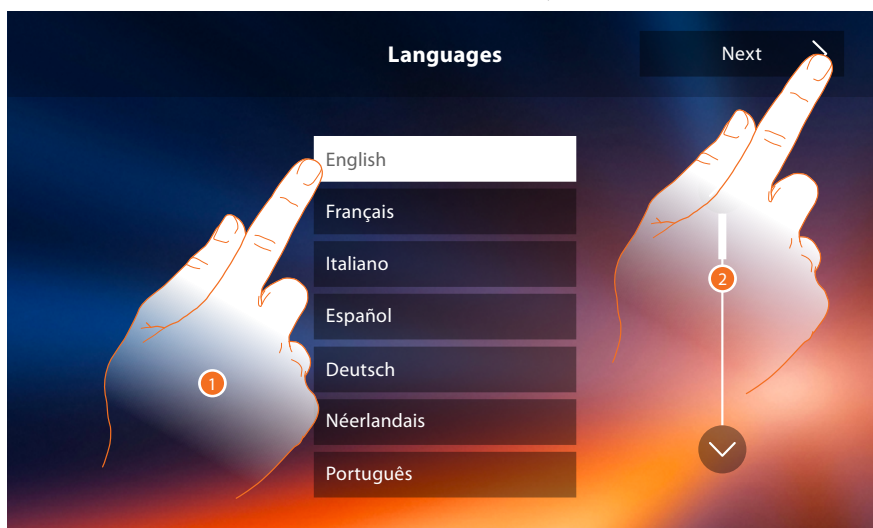 Languages
Next
English
Français
Italiano
Español
Deutsch
Néerlandais
Português
1
2